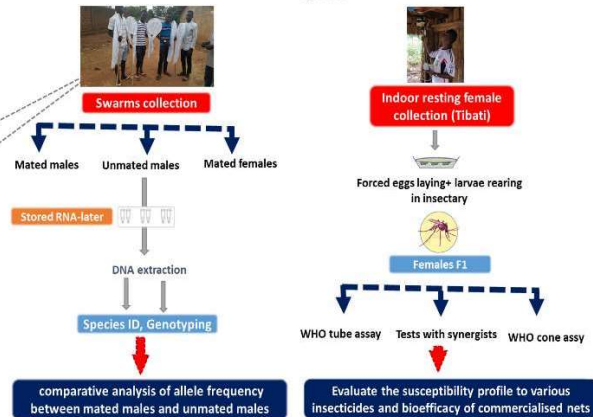 Swarms collection
Mated males
Unmated males
Mated females
Stored RNA-later
DNA extraction
Species ID, Genotyping
comparative analysis of allele frequency
between mated males and unmated males
Indoor resting female
collection (Tibati)
Forced eggs laying+ larvae rearing
in insectary
Females F1
WHO tube assay
Tests with synergists
WHO cone assy
Evaluate the susceptibility profile to various
insecticides and bioefficacy of commercialised nets